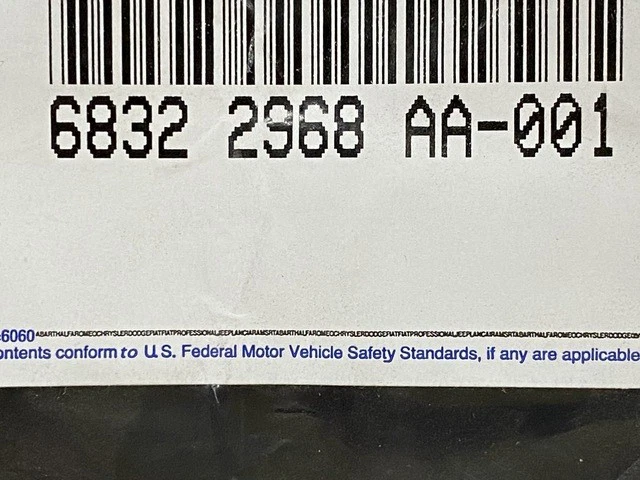 6832 2968 AA-001
6060 ABARTHALFAROMEOCHRYSLERDODGEFIATFIATPROFESSIONALJEEPLANCIARAMSRTABARTHALFAROMEOCHRYSLERDODGEFIATFIATPROFESSIONALJEEPLANCIARAMSRTABARTHALFAROMEOCHRYSLERDODGE
ontents conform to U.S. Federal Motor Vehicle Safety Standards, if any are applicable